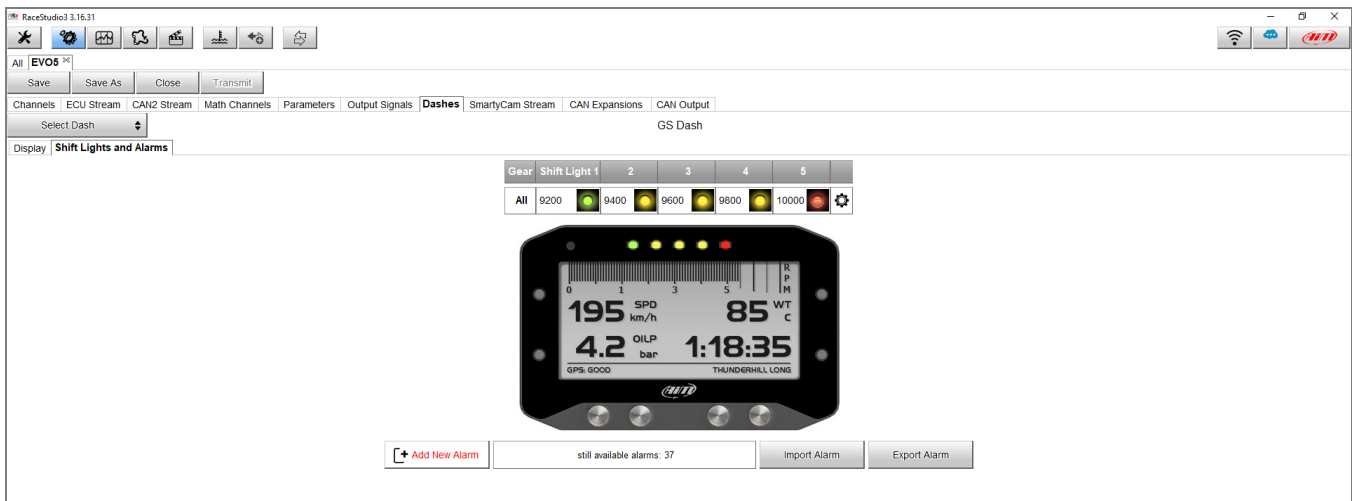 RaceStudio3 3.16.31
AiM
All EVO5
Save Save As Close Transmit
Channels ECU Stream CAN2 Stream Math Channels Parameters Output Signals Dashes SmartyCam Stream CAN Expansions CAN Output
Select Dash GS Dash
Display Shift Lights and Alarms
Gear Shift Light 1 2 3 4 5
All 9200 9400 9600 9800 10000
RPM
0 1 3 5
195 SPD km/h 85 WT C
4.2 OILP bar 1:18:35
GPS: GOOD THUNDERHILL LONG
AiM
Add New Alarm still available alarms: 37 Import Alarm Export Alarm